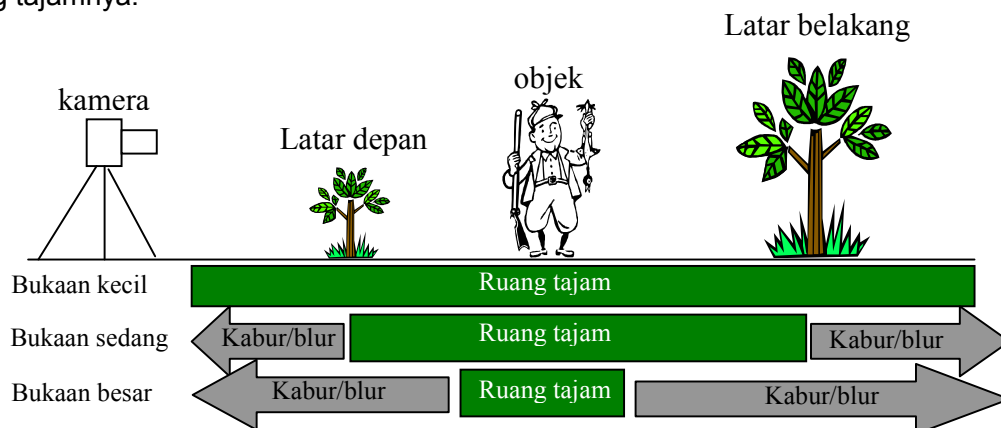 tajamnya.
Latar belakang
objek
kamera
Latar depan
Bukaan kecil Ruang tajam
Bukaan sedang Kabur/blur Ruang tajam Kabur/blur
Bukaan besar Kabur/blur Ruang tajam Kabur/blur